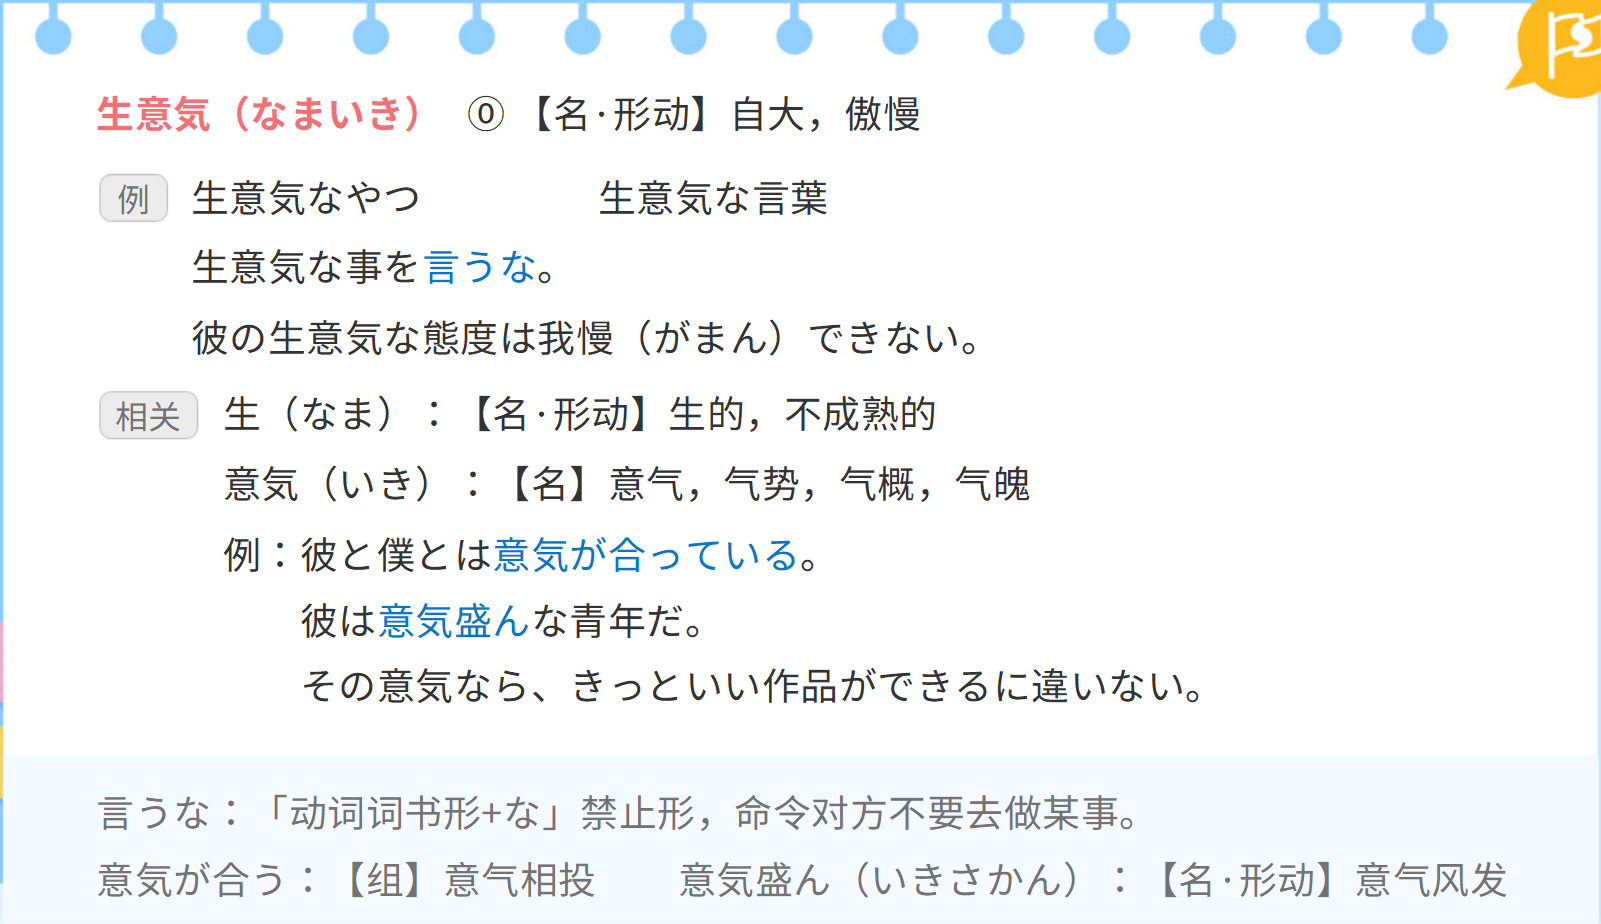 生意気（なまいき） ⓪ 【名·形动】自大，傲慢
例 生意気なやつ 生意気な言葉
生意気な事を言うな。
彼の生意気な態度は我慢（がまん）できない。
相关 生（なま）：【名·形动】生的，不成熟的
意気（いき）：【名】意气，气势，气概，气魄
例：彼と僕とは意気が合っている。
彼は意気盛んな青年だ。
その意気なら、きっといい作品ができるに違いない。
言うな：「动词词书形+な」禁止形，命令对方不要去做某事。
意気が合う：【组】意气相投 意気盛ん（いきさかん）：【名·形动】意气风发